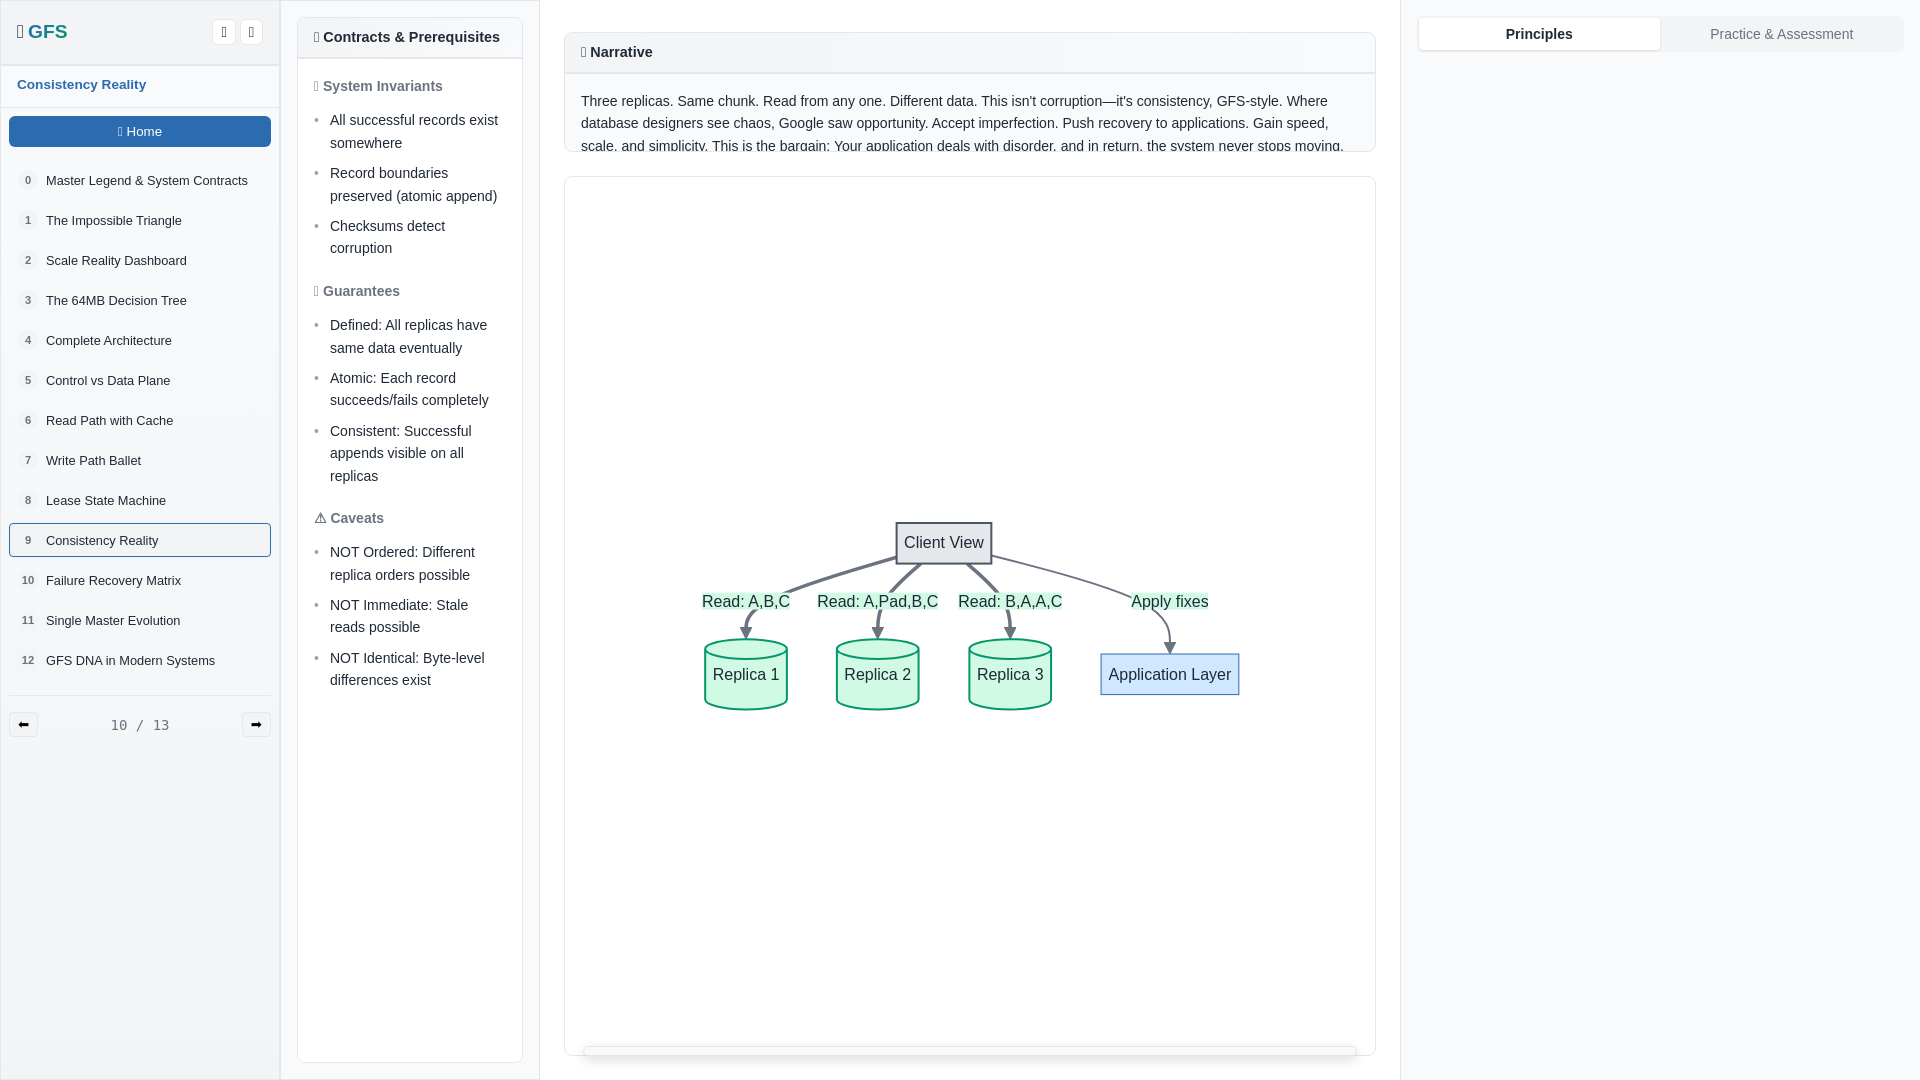 GFS
Consistency Reality
Home
0 Master Legend & System Contracts
1 The Impossible Triangle
2 Scale Reality Dashboard
3 The 64MB Decision Tree
4 Complete Architecture
5 Control vs Data Plane
6 Read Path with Cache
7 Write Path Ballet
8 Lease State Machine
9 Consistency Reality
10 Failure Recovery Matrix
11 Single Master Evolution
12 GFS DNA in Modern Systems
10 / 13
Contracts & Prerequisites
System Invariants
• All successful records exist
somewhere
• Record boundaries
preserved (atomic append)
• Checksums detect
corruption
Guarantees
• Defined: All replicas have
same data eventually
• Atomic: Each record
succeeds/fails completely
• Consistent: Successful
appends visible on all
replicas
⚠ Caveats
• NOT Ordered: Different
replica orders possible
• NOT Immediate: Stale
reads possible
• NOT Identical: Byte-level
differences exist
Narrative
Three replicas. Same chunk. Read from any one. Different data. This isn't corruption—it's consistency, GFS-style. Where
database designers see chaos, Google saw opportunity. Accept imperfection. Push recovery to applications. Gain speed,
scale, and simplicity. This is the bargain: Your application deals with disorder, and in return, the system never stops moving.
Client View
Read: A,B,C
Read: A,Pad,B,C
Read: B,A,A,C
Apply fixes
Replica 1
Replica 2
Replica 3
Application Layer
Principles
Practice & Assessment